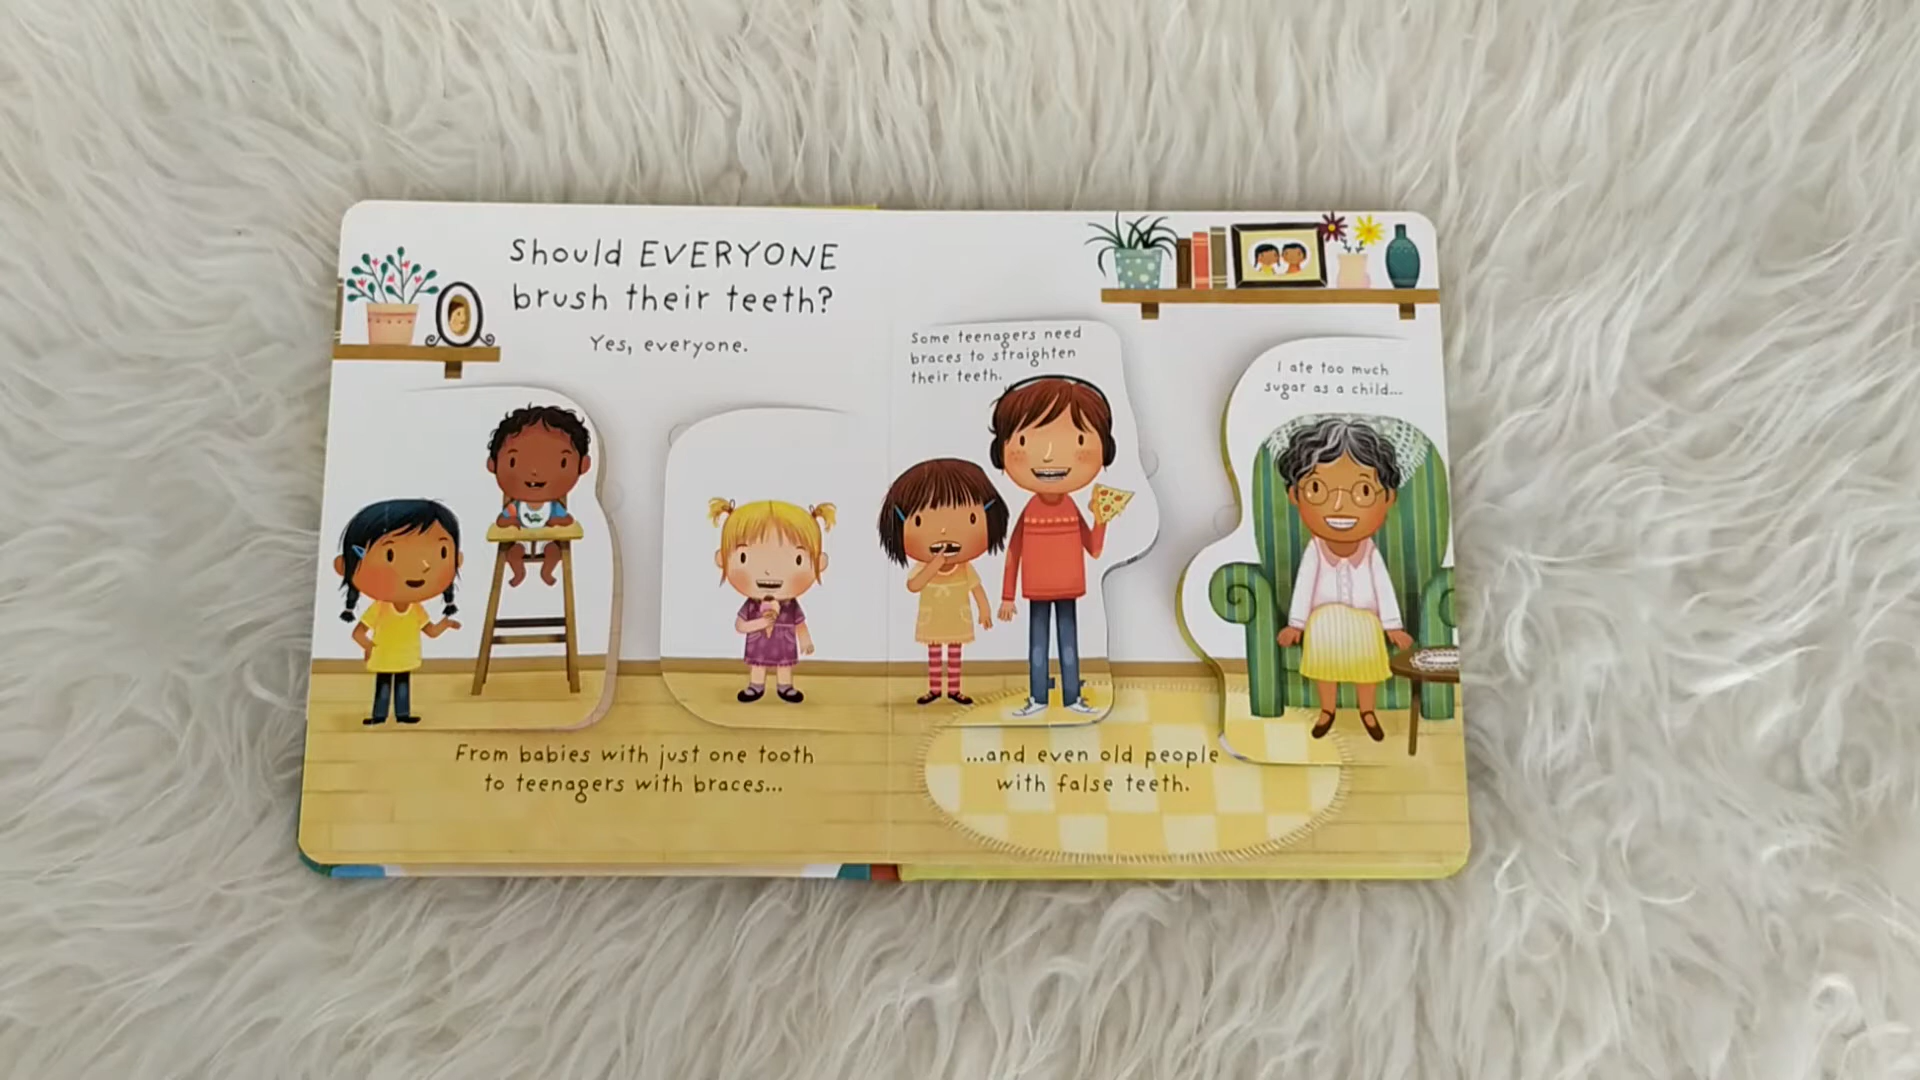 Should EVERYONE
brush their teeth?
Yes, everyone.
Some teenagers need
braces to straighten
their teeth.
I ate too much
sugar as a child...
From babies with just one tooth
to teenagers with braces...
...and even old people
with false teeth.